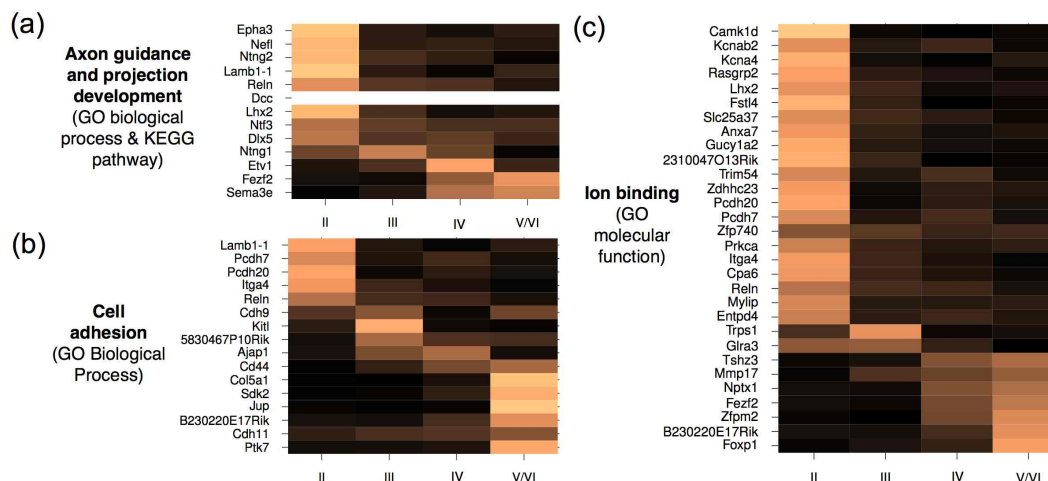 (a)
Axon guidance
and projection
development
(GO biological
process & KEGG
pathway)
Epha3
Nefl
Ntng2
Lamb1-1
Reln
Dcc
Lhx2
Ntf3
Dlx5
Ntng1
Etv1
Fezf2
Sema3e
II III IV V/VI
(b)
Cell
adhesion
(GO Biological
Process)
Lamb1-1
Pcdh7
Pcdh20
Itga4
Reln
Cdh9
Kitl
5830467P10Rik
Ajap1
Cd44
Col5a1
Sdk2
Jup
B230220E17Rik
Cdh11
Ptk7
II III IV V/VI
(c)
Ion binding
(GO
molecular
function)
Camk1d
Kcnab2
Kcna4
Rasgrp2
Lhx2
Fstl4
Slc25a37
Anxa7
Gucy1a2
2310047O13Rik
Trim54
Zdhhc23
Pcdh20
Pcdh7
Zfp740
Prkca
Itga4
Cpa6
Reln
Mylip
Entpd4
Trps1
Glra3
Tshz3
Mmp17
Nptx1
Fezf2
Zfpm2
B230220E17Rik
Foxp1
II III IV V/VI